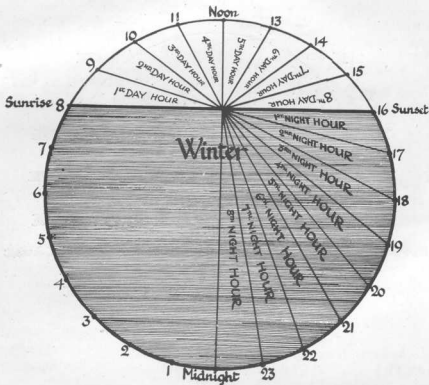 Noon
11
13
10
14
9
15
Sunrise 8
16 Sunset
7
17
6
18
5
19
4
20
3
21
2
22
1
23
Midnight
1ST DAY HOUR
2ND DAY HOUR
3RD DAY HOUR
4TH DAY HOUR
5TH DAY HOUR
6TH DAY HOUR
7TH DAY HOUR
8TH DAY HOUR
Winter
1ST NIGHT HOUR
2ND NIGHT HOUR
3RD NIGHT HOUR
4TH NIGHT HOUR
5TH NIGHT HOUR
6TH NIGHT HOUR
7TH NIGHT HOUR
8TH NIGHT HOUR